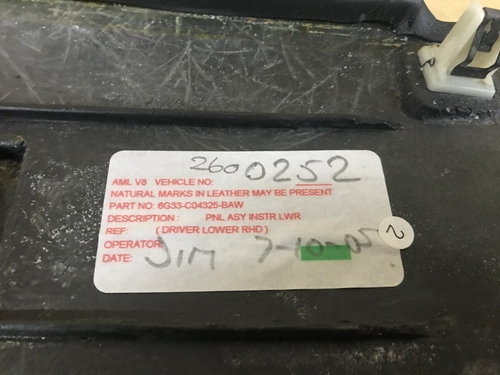 2600252
AML V8 VEHICLE NO:
NATURAL MARKS IN LEATHER MAY BE PRESENT
PART NO: 6G33-C04325-BAW
DESCRIPTION : PNL ASY INSTR LWR
REF: ( DRIVER LOWER RHD )
OPERATOR: JIM 7-10-05
DATE:
2